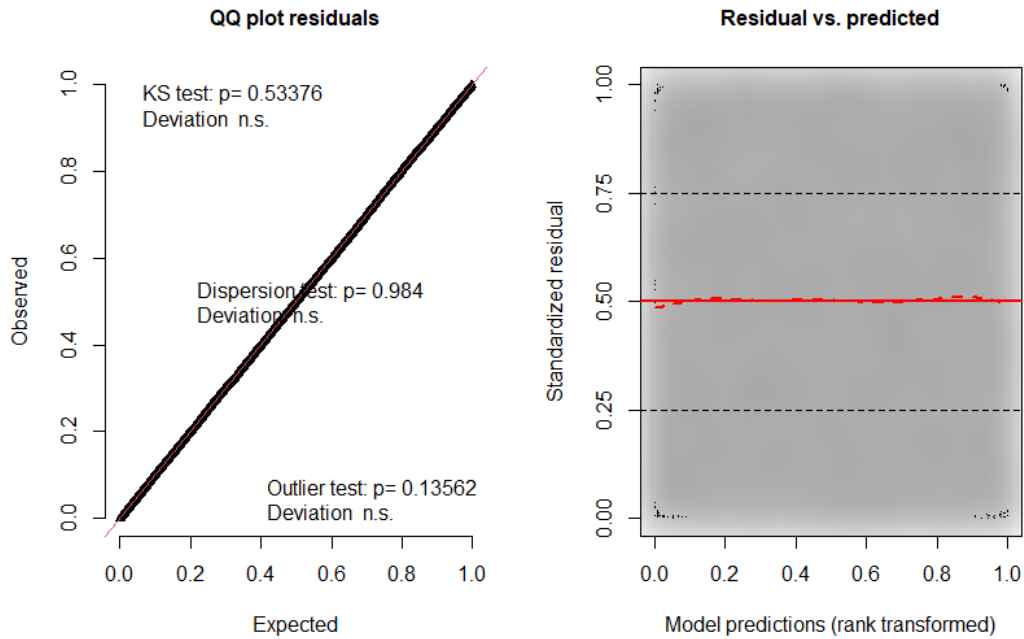 QQ plot residuals
KS test: p= 0.53376
Deviation n.s.
Dispersion test: p= 0.984
Deviation n.s.
Outlier test: p= 0.13562
Deviation n.s.
Observed
0.0 0.2 0.4 0.6 0.8 1.0
0.0 0.2 0.4 0.6 0.8 1.0
Expected
Residual vs. predicted
Standardized residual
0.00 0.25 0.50 0.75 1.00
0.0 0.2 0.4 0.6 0.8 1.0
Model predictions (rank transformed)